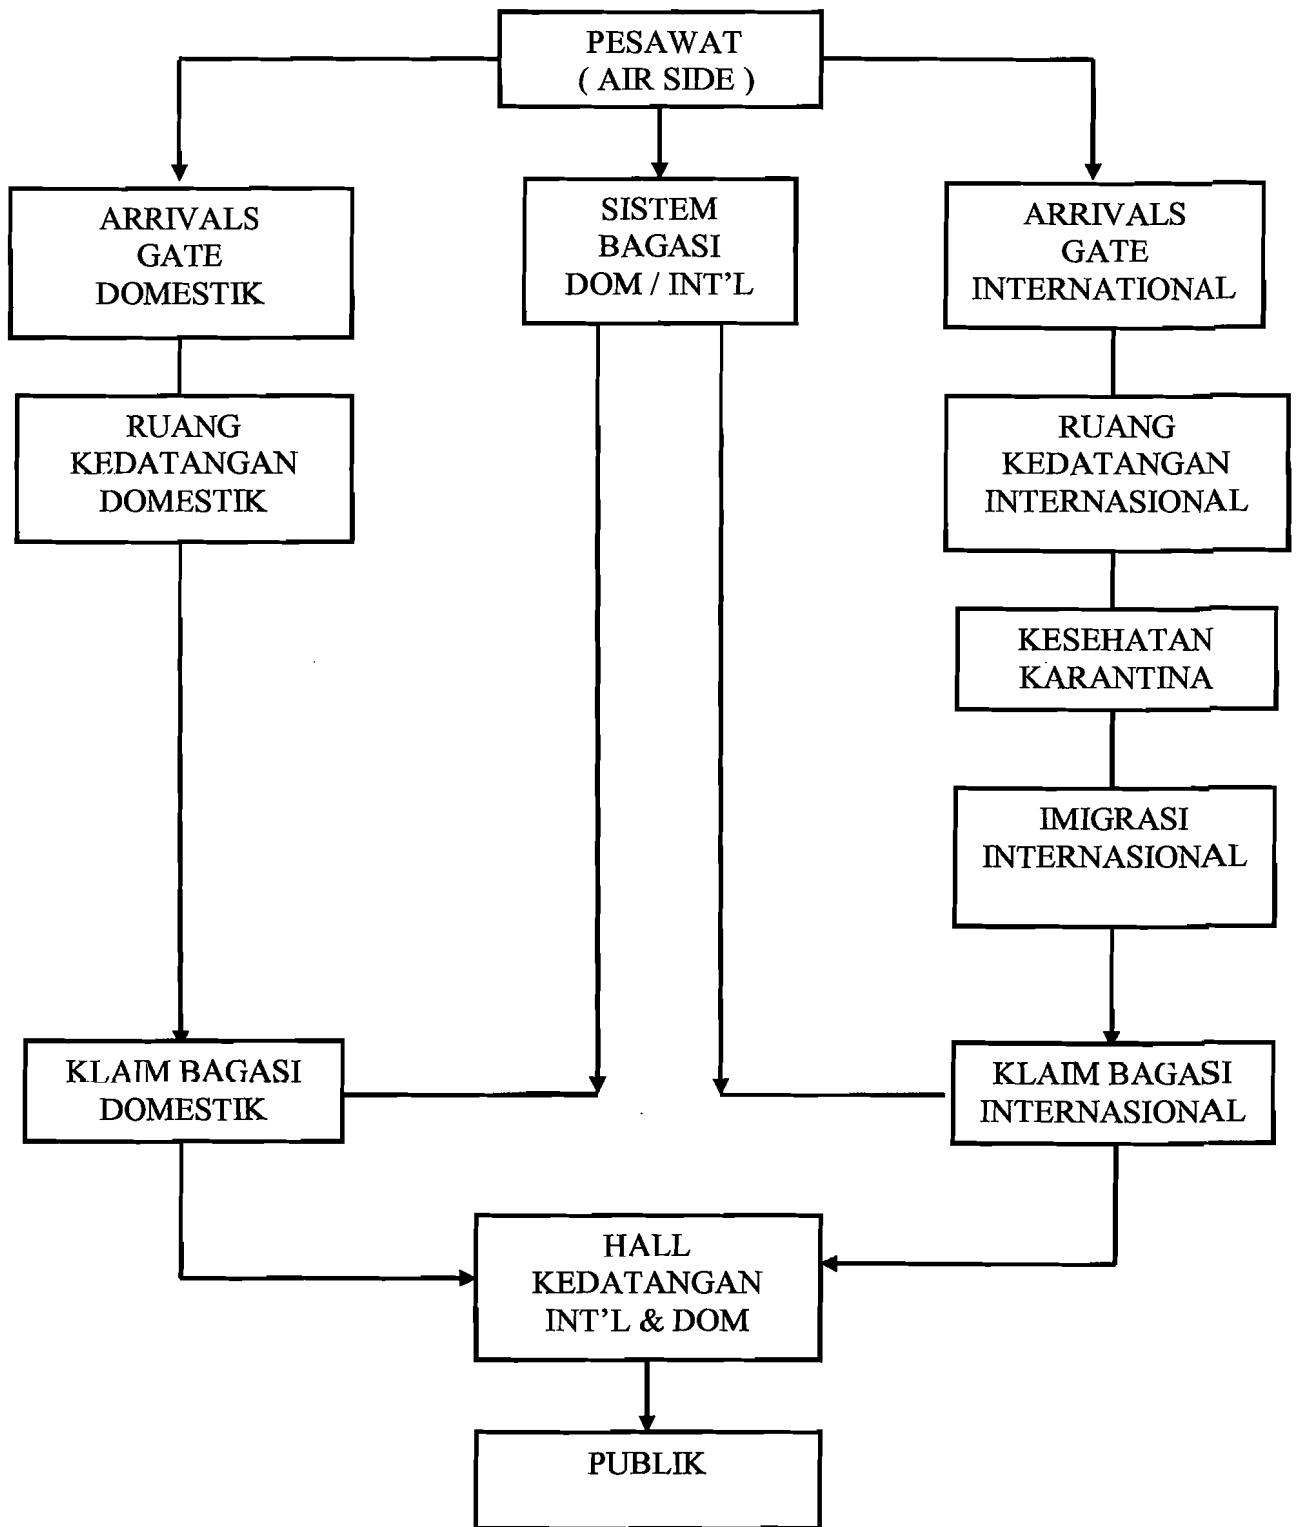 PESAWAT
( AIR SIDE )
ARRIVALS
GATE
DOMESTIK
SISTEM
BAGASI
DOM / INT'L
ARRIVALS
GATE
INTERNATIONAL
RUANG
KEDATANGAN
DOMESTIK
RUANG
KEDATANGAN
INTERNASIONAL
KESEHATAN
KARANTINA
IMIGRASI
INTERNASIONAL
KLAIM BAGASI
DOMESTIK
KLAIM BAGASI
INTERNASIONAL
HALL
KEDATANGAN
INT'L & DOM
PUBLIK